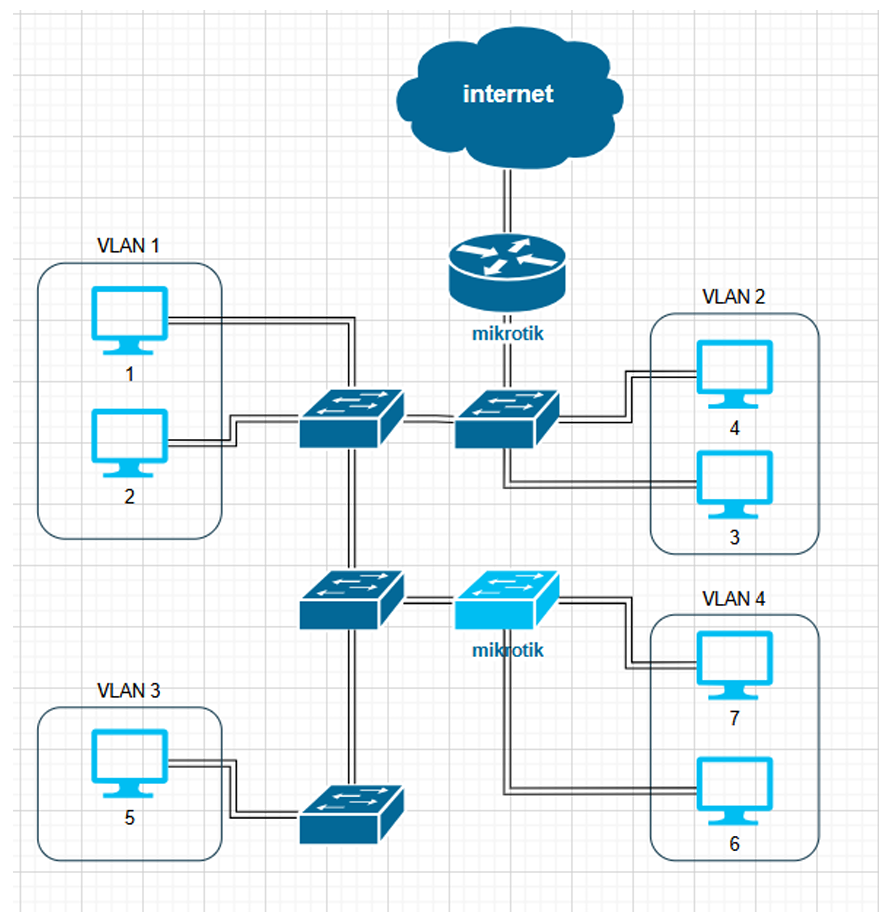 internet
VLAN 1
1
2
mikrotik
VLAN 2
4
3
mikrotik
VLAN 4
7
6
VLAN 3
5